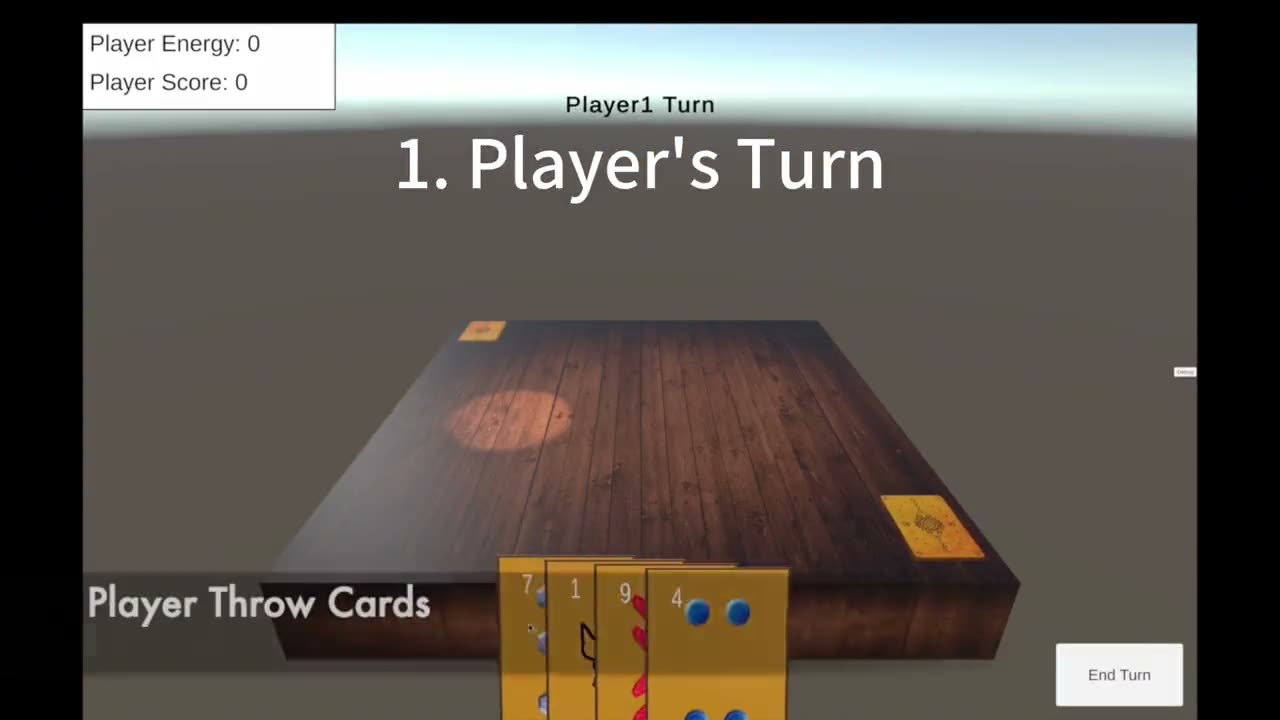 Player Energy: 0
Player Score: 0
Player1 Turn
1. Player's Turn
7
1
9
4
Player Throw Cards
End Turn